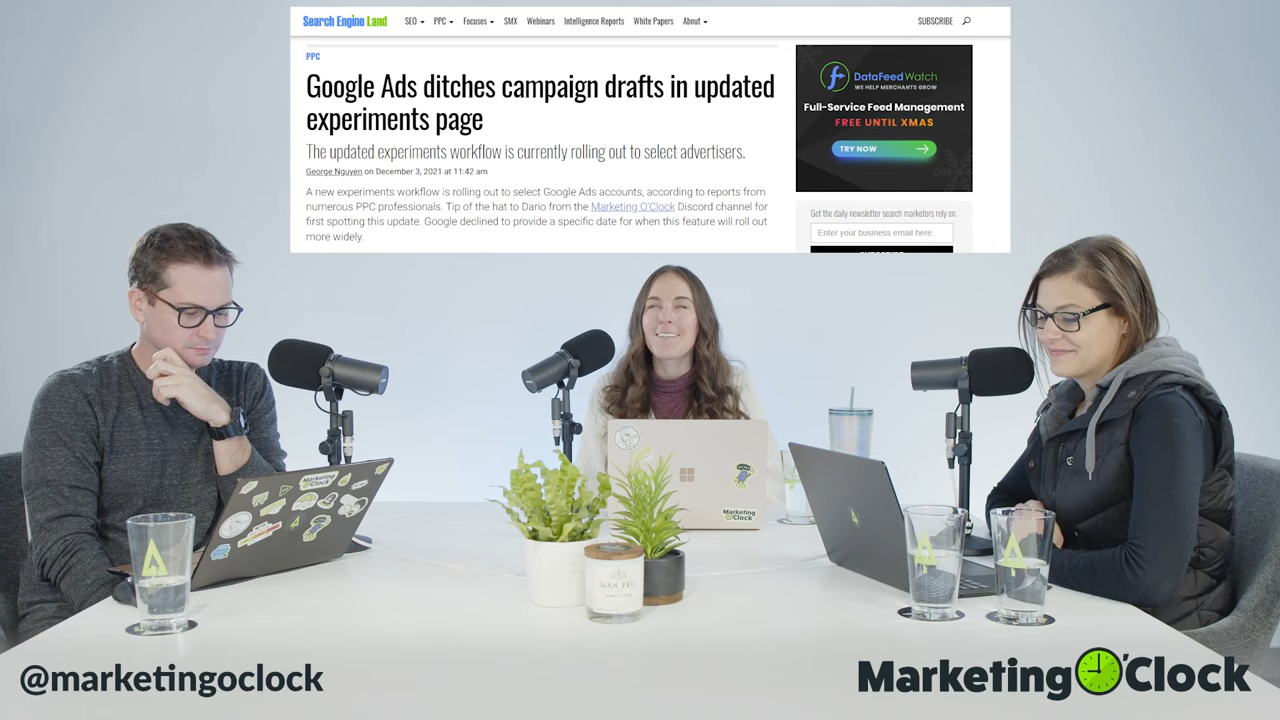 Search Engine Land SEO PPC Focuses SMX Webinars Intelligence Reports White Papers About SUBSCRIBE
PPC
Google Ads ditches campaign drafts in updated
experiments page
The updated experiments workflow is currently rolling out to select advertisers.
George Nguyen on December 3, 2021 at 11:42 am
A new experiments workflow is rolling out to select Google Ads accounts, according to reports from
numerous PPC professionals. Tip of the hat to Dario from the Marketing O'Clock Discord channel for
first spotting this update. Google declined to provide a specific date for when this feature will roll out
more widely.
DataFeedWatch
WE HELP MERCHANTS GROW
Full-Service Feed Management
FREE UNTIL XMAS
TRY NOW
Get the daily newsletter search marketers rely on.
Enter your business email here.
Marketing
O'Clock
Marketing
O'Clock
@marketingoclock
Marketing O'Clock